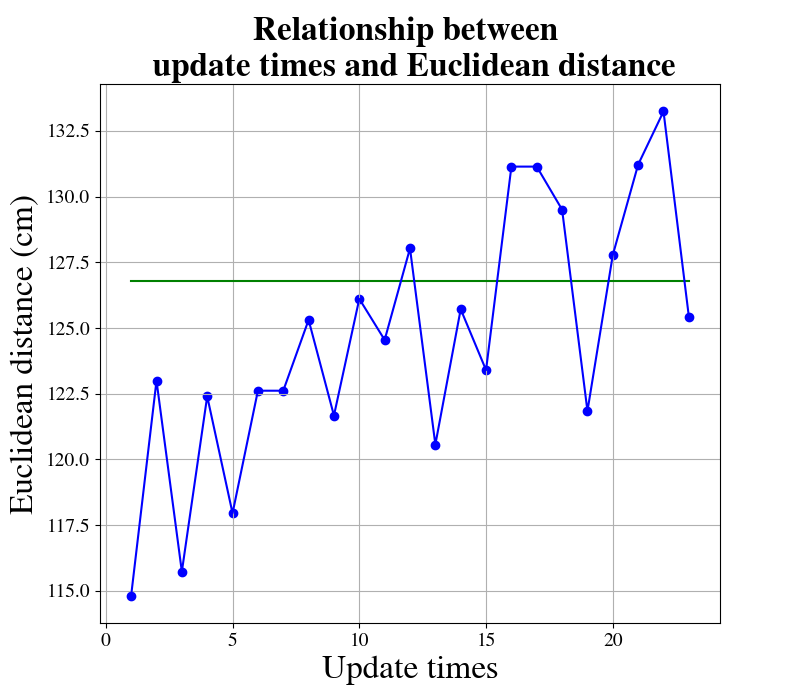 Relationship between
update times and Euclidean distance
Euclidean distance (cm)
132.5
130.0
127.5
125.0
122.5
120.0
117.5
115.0
0 5 10 15 20
Update times